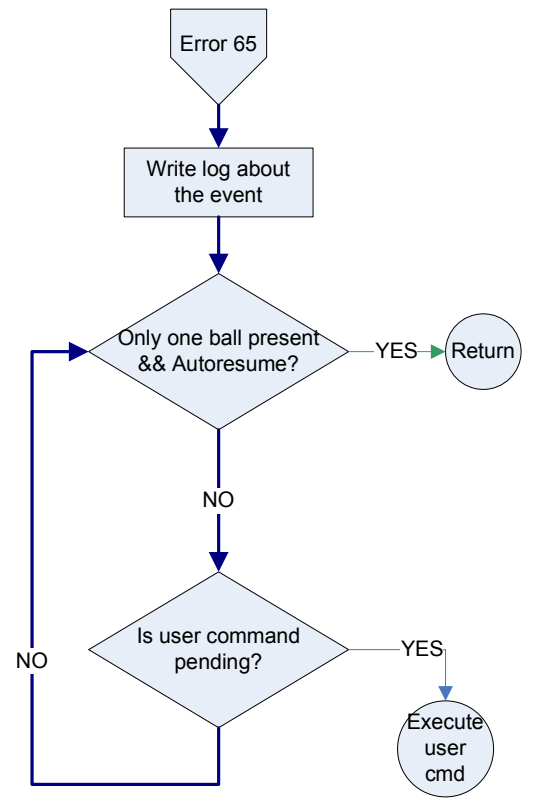 Error 65
Write log about
the event
Only one ball present
&& Autoresume?
YES
Return
NO
Is user command
pending?
YES
NO
Execute
user
cmd